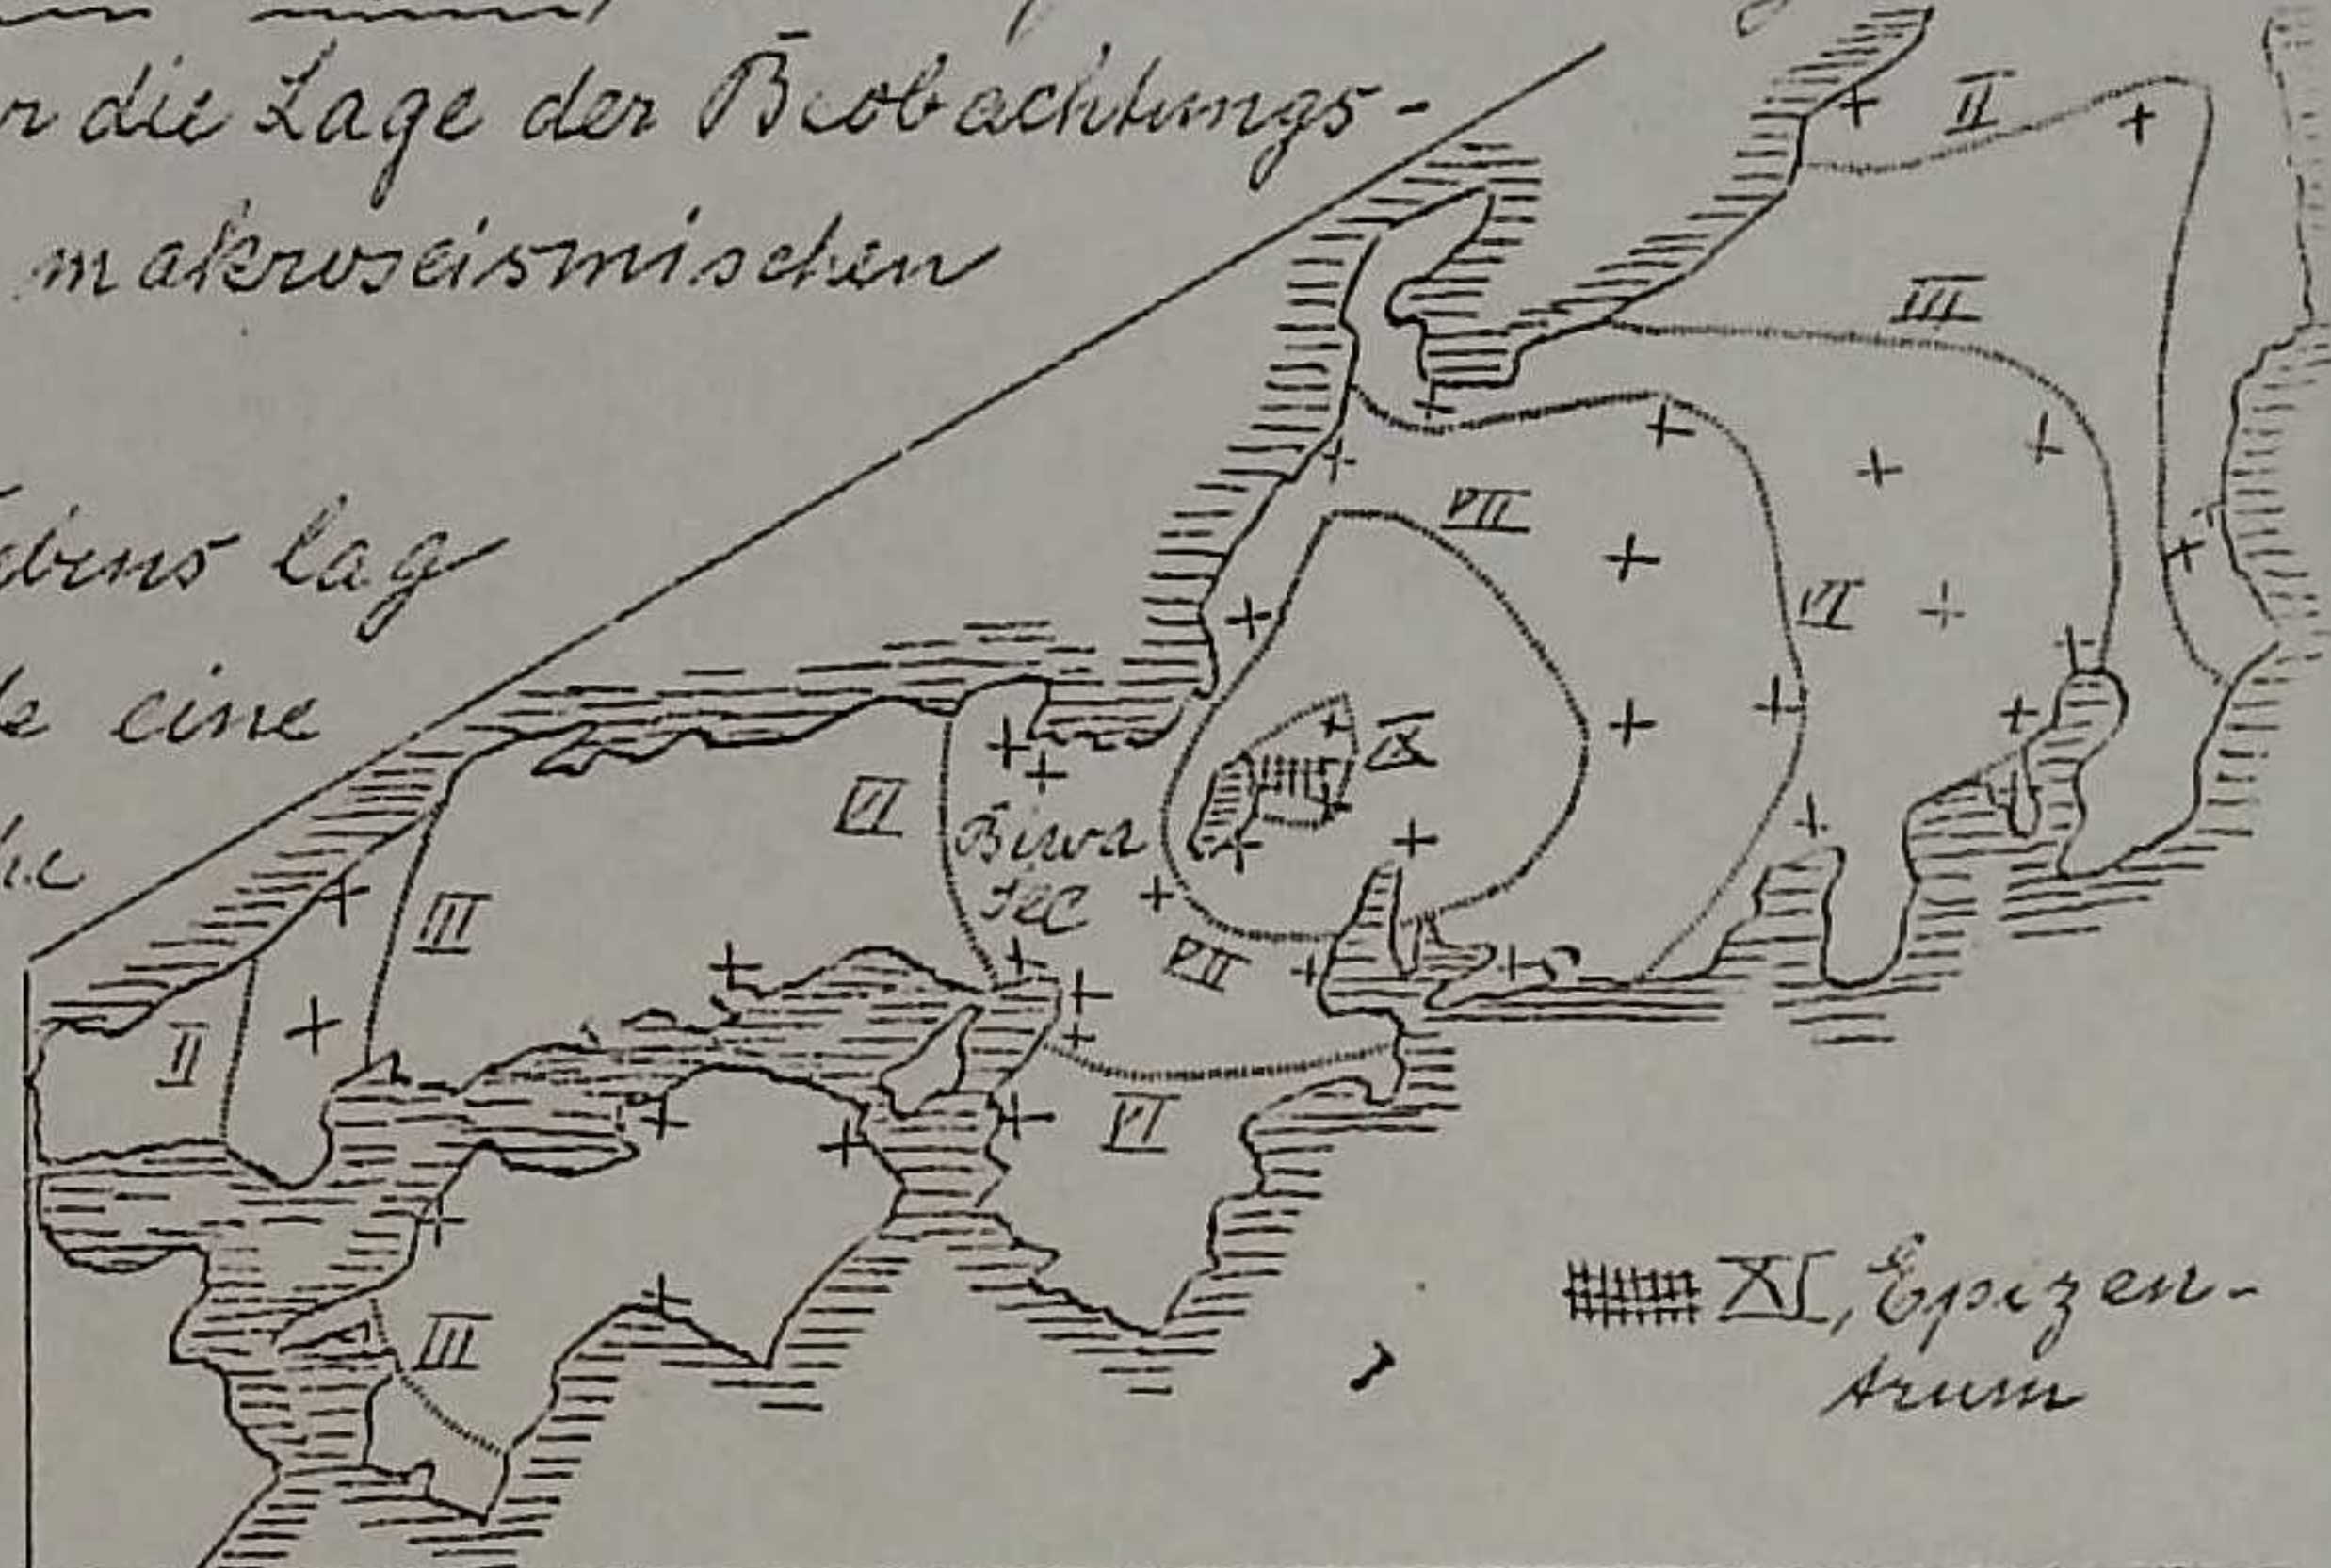 die Lage der Beobachtungs-
makroseismischen
lag
eine
II
III
VII
VI
IX
VI
Biwa
see
III
VII
II
VI
XI, Epizen-
trum
III